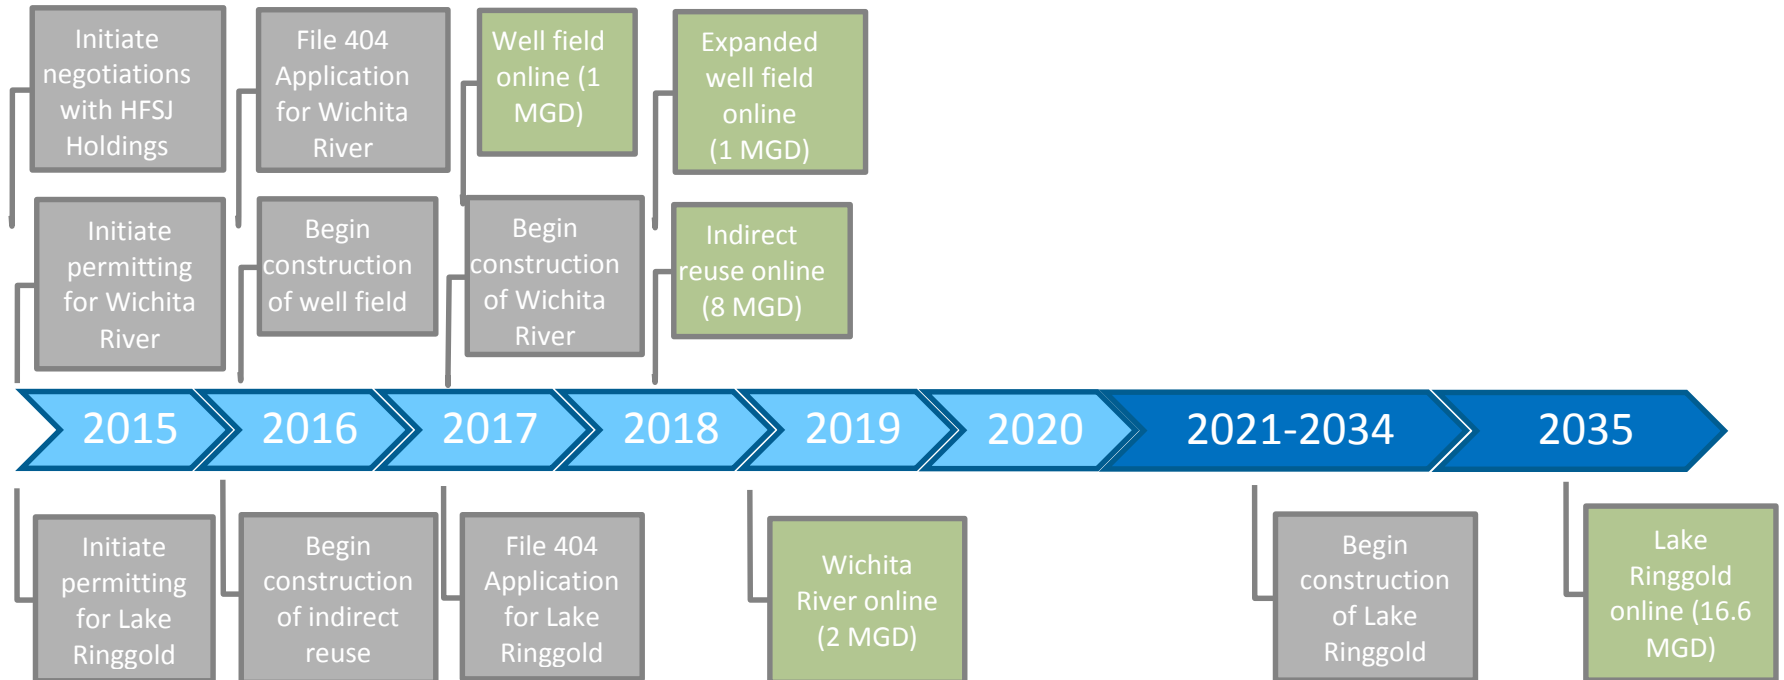 Initiate
negotiations
with HFSJ
Holdings
File 404
Application
for Wichita
River
Well field
online (1
MGD)
Expanded
well field
online
(1 MGD)
Initiate
permitting
for Wichita
River
Begin
construction
of well field
Begin
construction
of Wichita
River
Indirect
reuse online
(8 MGD)
2015
2016
2017
2018
2019
2020
2021-2034
2035
Initiate
permitting
for Lake
Ringgold
Begin
construction
of indirect
reuse
File 404
Application
for Lake
Ringgold
Wichita
River online
(2 MGD)
Begin
construction
of Lake
Ringgold
Lake
Ringgold
online (16.6
MGD)